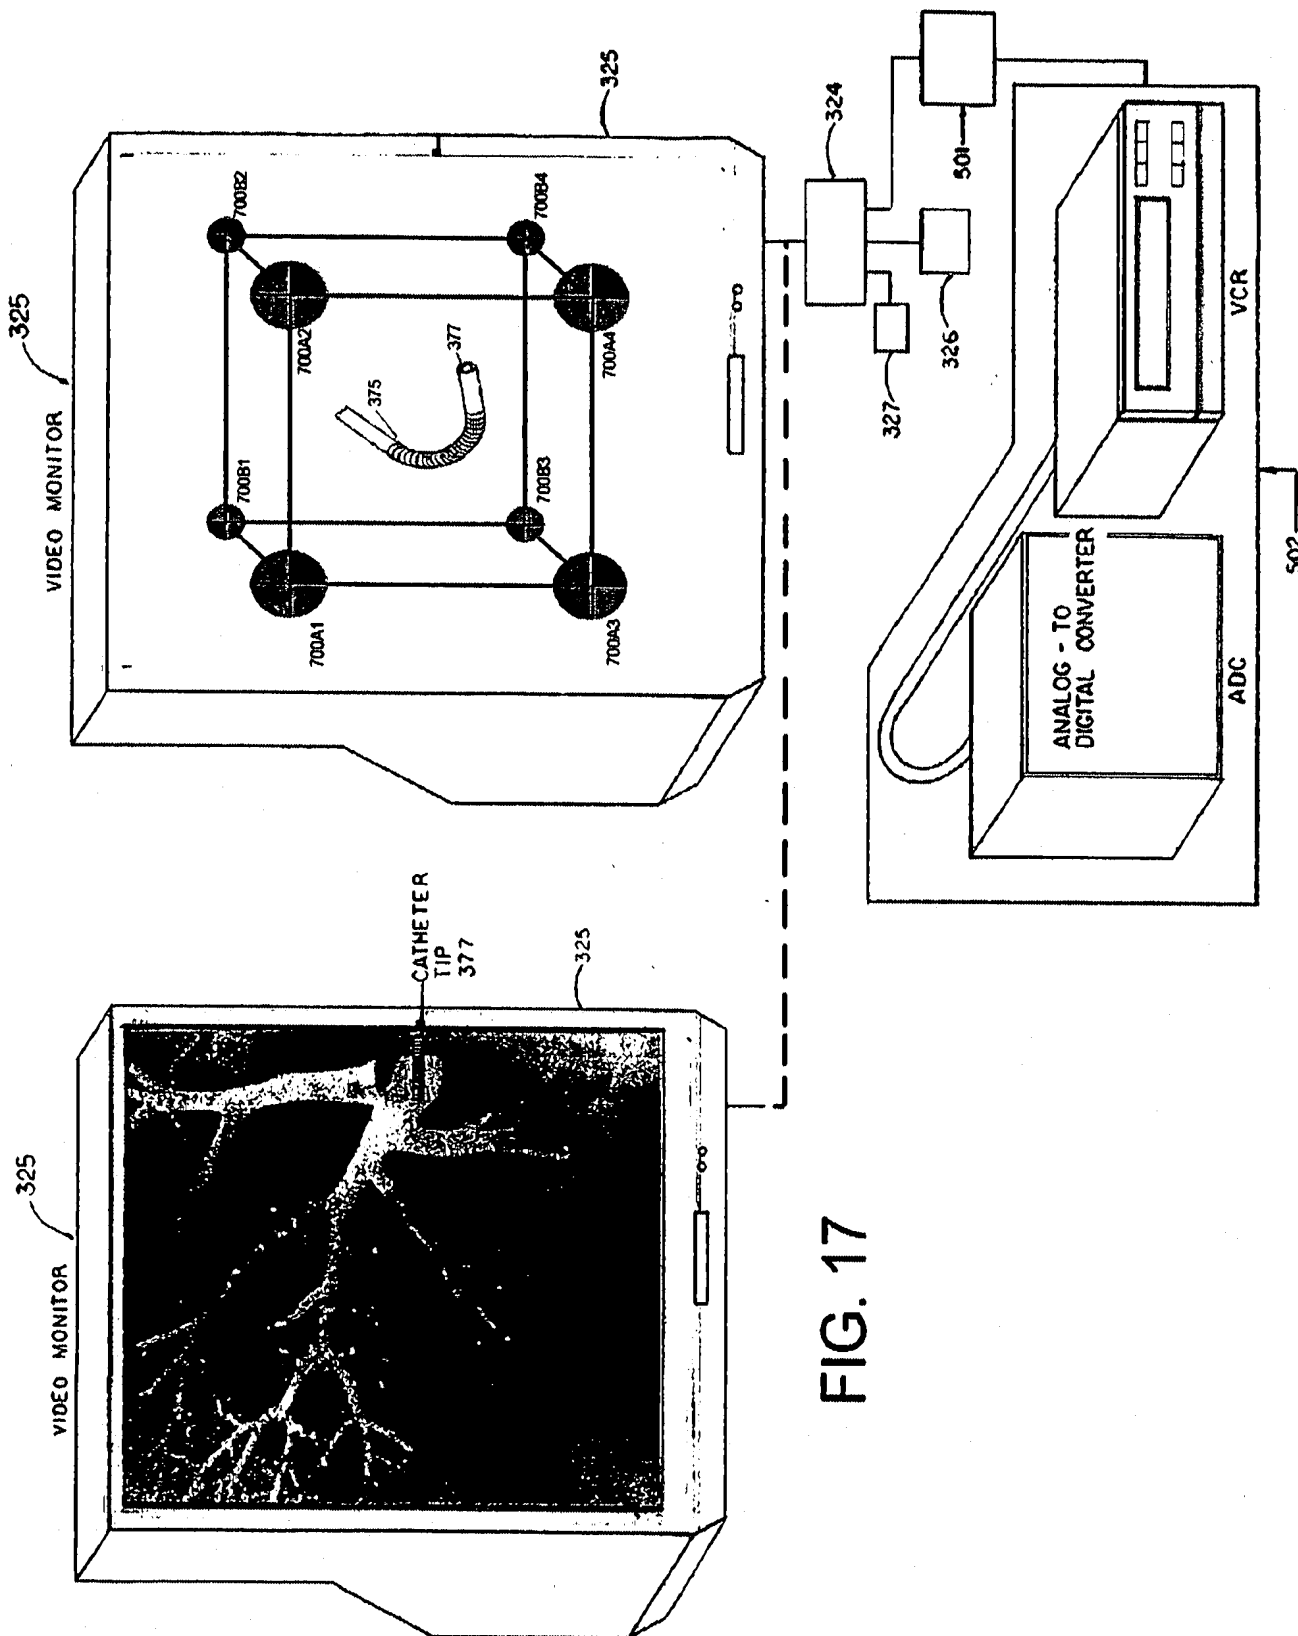 VIDEO MONITOR
325
CATHETER
TIP
377
325
VIDEO MONITOR
325
700B1
700B2
700A1
700A2
375
377
700B3
700B4
700A3
700A4
325
324
327
326
501
ANALOG - TO
DIGITAL CONVERTER
ADC
VCR
502
FIG. 17